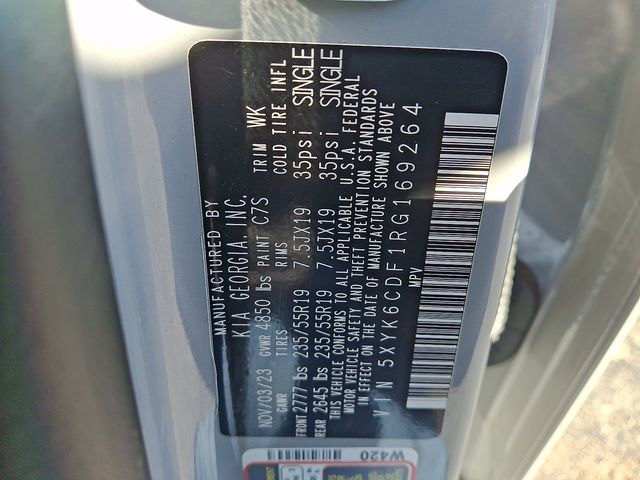 MANUFACTURED BY
KIA GEORGIA, INC.
NOV/03/23 GVWR 4850 lbs PAINT C7S TRIM WK
GAWR TIRES RIMS COLD TIRE INFL
FRONT 2777 lbs 235/55R19 7.5JX19 35psi SINGLE
REAR 2645 lbs 235/55R19 7.5JX19 35psi SINGLE
THIS VEHICLE CONFORMS TO ALL APPLICABLE U.S.A. FEDERAL
MOTOR VEHICLE SAFETY AND THEFT PREVENTION STANDARDS
IN EFFECT ON THE DATE OF MANUFACTURE SHOWN ABOVE
VIN 5XYK6CDF1RG169264
MPV
W420